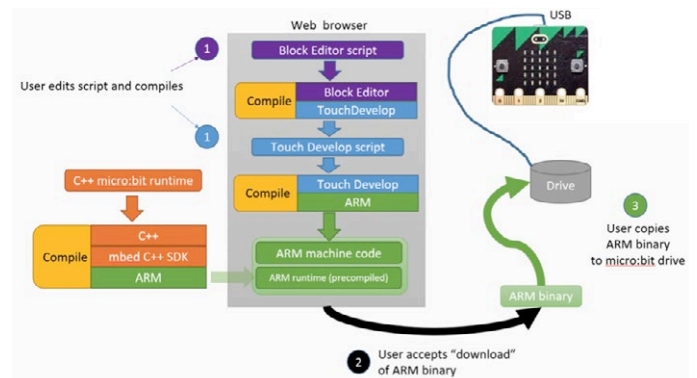 Web browser
USB
1
Block Editor script
User edits script and compiles
Compile
Block Editor
TouchDevelop
1
Touch Develop script
C++ micro:bit runtime
Compile
Touch Develop
ARM
Drive
3
User copies
ARM binary
to micro:bit drive
Compile
C++
mbed C++ SDK
ARM
ARM machine code
ARM runtime (precompiled)
ARM binary
2
User accepts “download”
of ARM binary